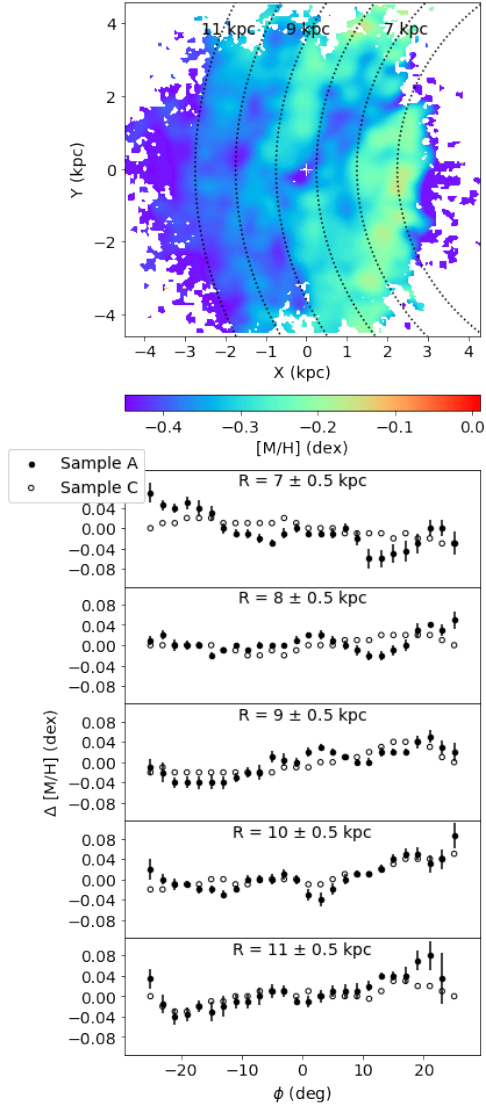 11 kpc 9 kpc 7 kpc
4
2
0
−2
−4
Y (kpc)
−4 −3 −2 −1 0 1 2 3 4
X (kpc)
−0.4 −0.3 −0.2 −0.1 0.0
[M/H] (dex)
Sample A
Sample C
R = 7 ± 0.5 kpc
0.04
0.00
−0.04
−0.08
R = 8 ± 0.5 kpc
0.08
0.04
0.00
−0.04
−0.08
R = 9 ± 0.5 kpc
0.08
0.04
0.00
−0.04
−0.08
Δ [M/H] (dex)
R = 10 ± 0.5 kpc
0.08
0.04
0.00
−0.04
−0.08
R = 11 ± 0.5 kpc
0.08
0.04
0.00
−0.04
−0.08
−20 −10 0 10 20
ϕ (deg)